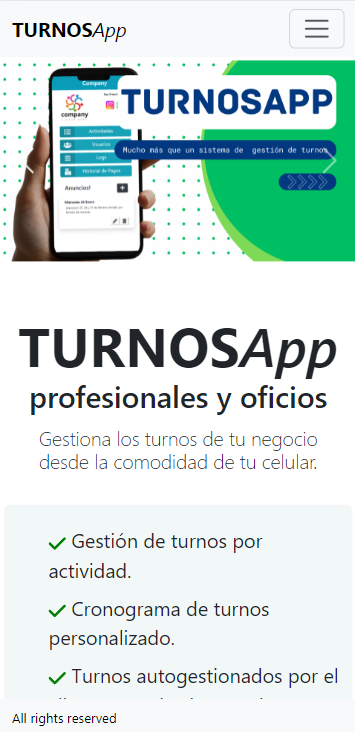 TURNOSApp
Company
company
Actividades
Usuarios
Logs
Historial de Pagos
Anuncios!
TURNOSAPP
Mucho más que un sistema de gestión de turnos
TURNOSApp
profesionales y oficios
Gestiona los turnos de tu negocio
desde la comodidad de tu celular.
Gestión de turnos por
actividad.
Cronograma de turnos
personalizado.
Turnos autogestionados por el
All rights reserved